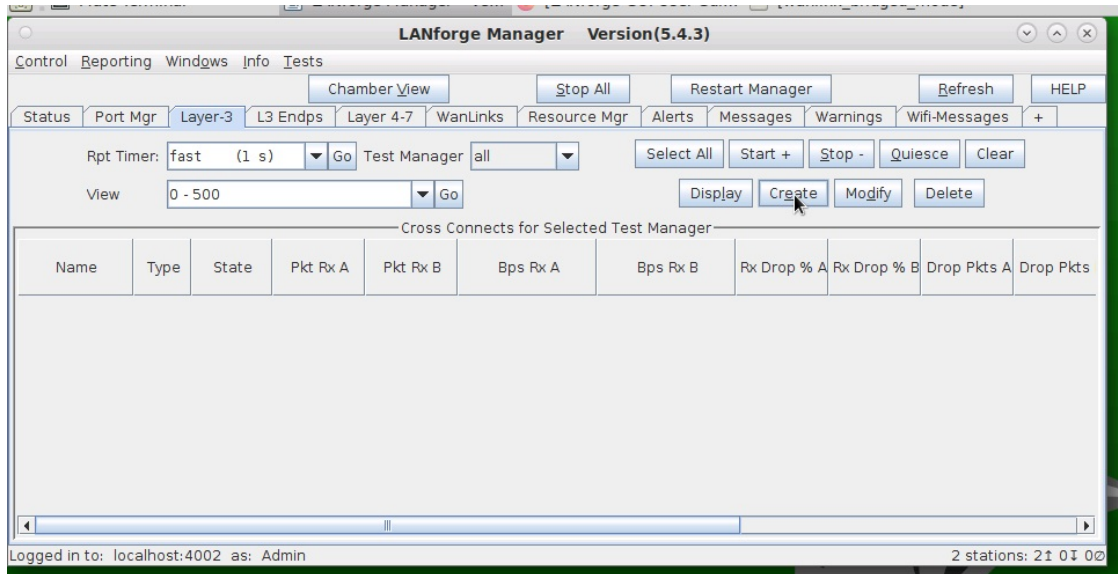 LANforge Manager Version(5.4.3)
Control Reporting Windows Info Tests
Chamber View Stop All Restart Manager Refresh HELP
Status Port Mgr Layer-3 L3 Endps Layer 4-7 WanLinks Resource Mgr Alerts Messages Warnings Wifi-Messages +
Rpt Timer: fast (1 s) Go Test Manager all Select All Start + Stop - Quiesce Clear
View 0 - 500 Go Display Create Modify Delete
Cross Connects for Selected Test Manager
Name Type State Pkt Rx A Pkt Rx B Bps Rx A Bps Rx B Rx Drop % A Rx Drop % B Drop Pkts A Drop Pkts
Logged in to: localhost:4002 as: Admin 2 stations: 2↥ 0↧ 0∅